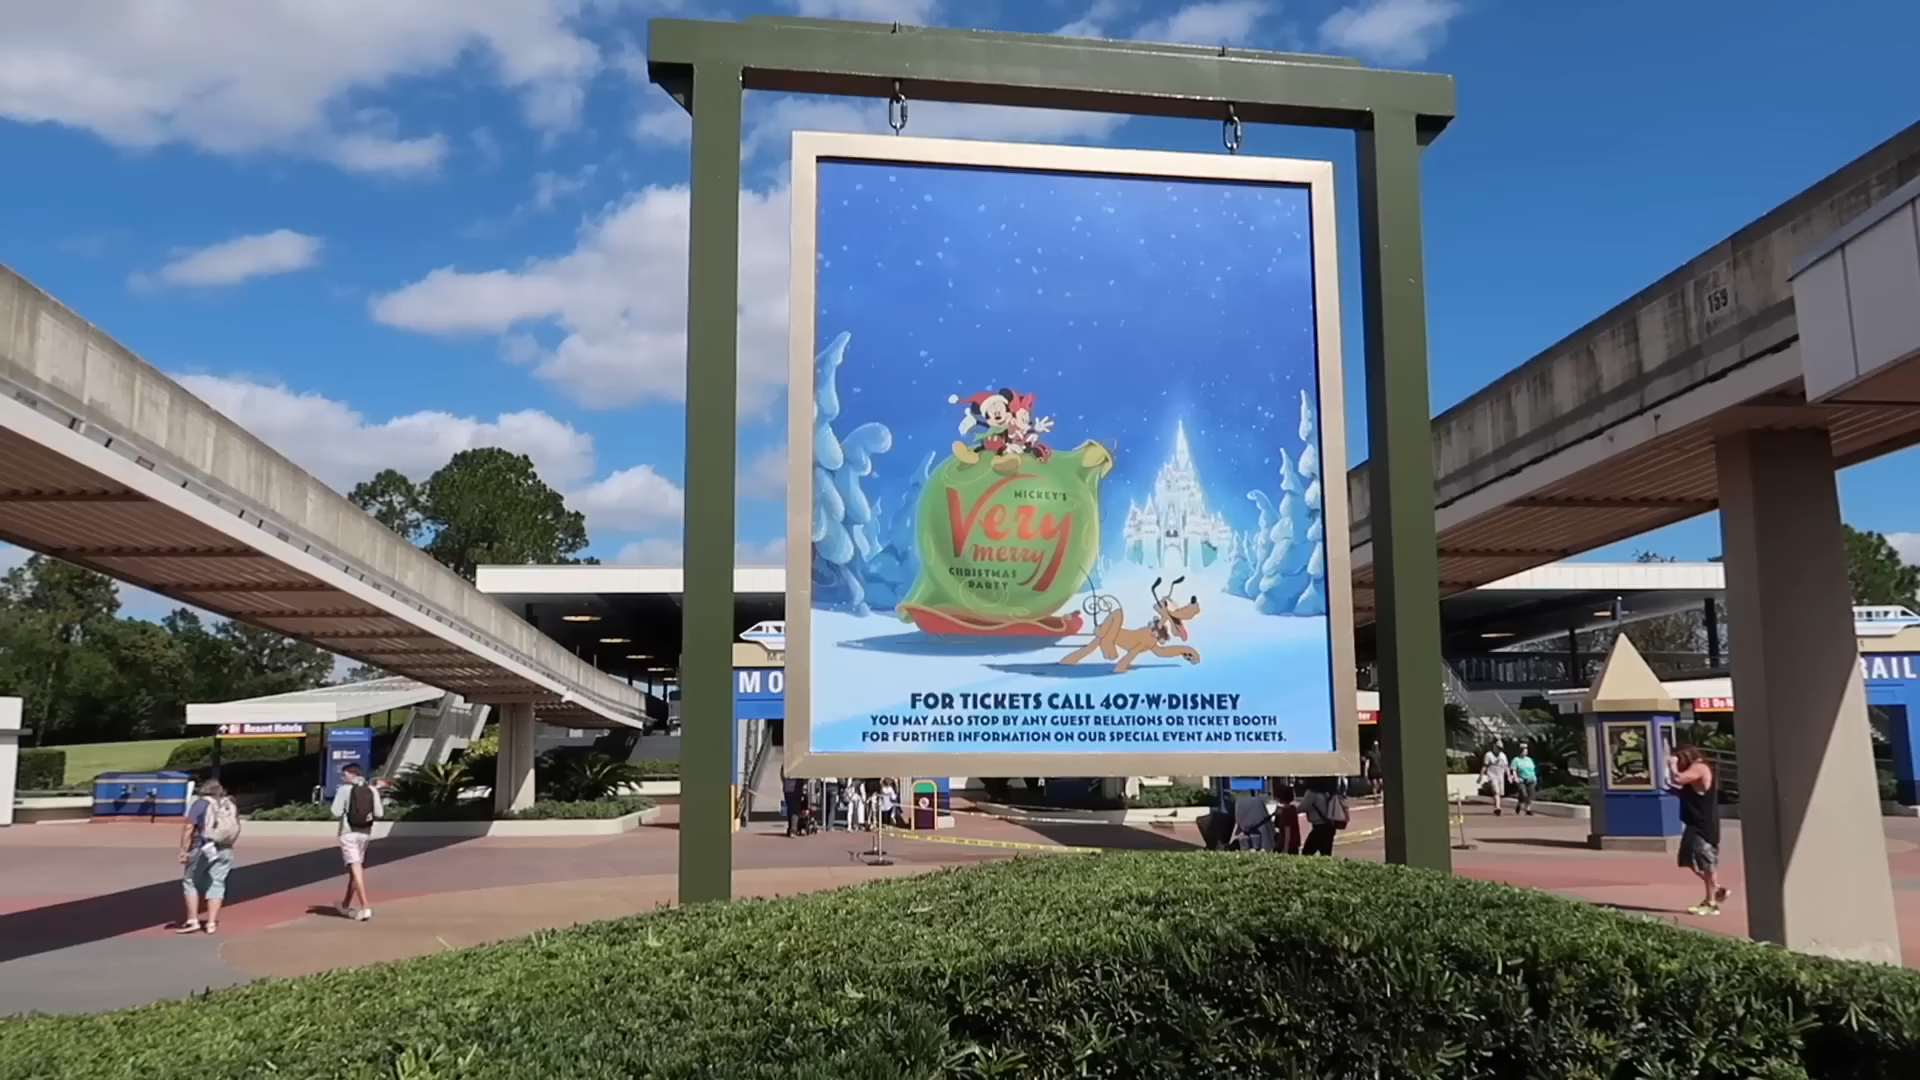 159
MICKEY'S
Very
merry
CHRISTMAS
PARTY
FOR TICKETS CALL 407·W·DISNEY
YOU MAY ALSO STOP BY ANY GUEST RELATIONS OR TICKET BOOTH
FOR FURTHER INFORMATION ON OUR SPECIAL EVENT AND TICKETS.
MO
RAIL
Resort Hotels